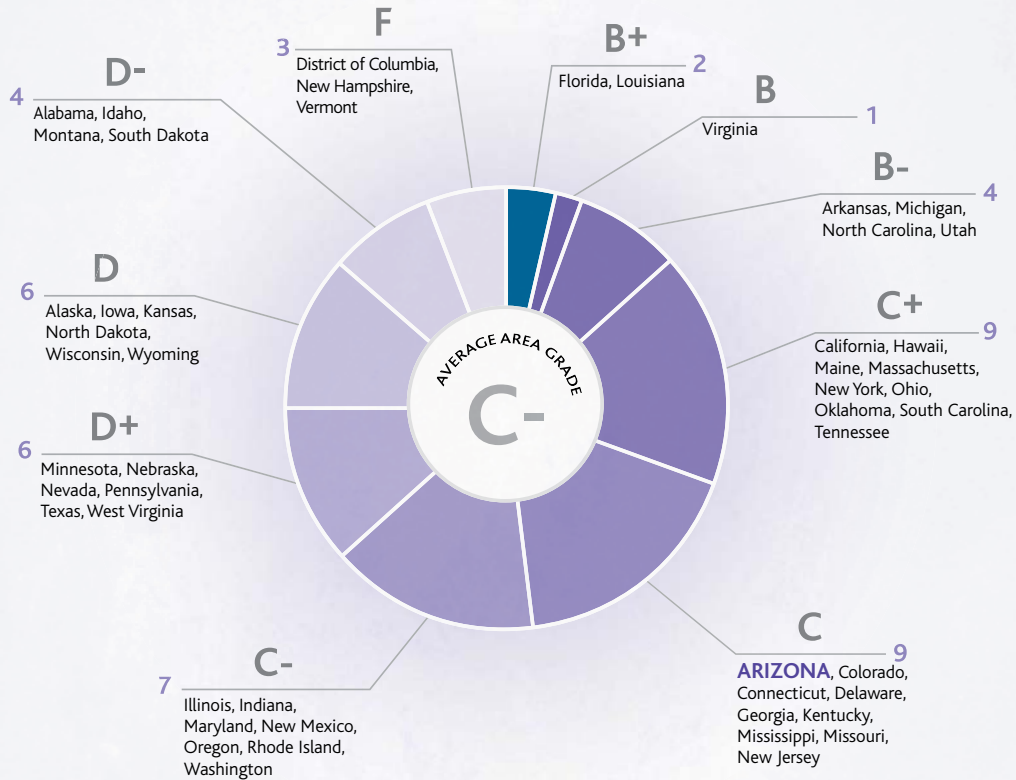 F
3
District of Columbia,
New Hampshire,
Vermont
B+
2
Florida, Louisiana
B
1
Virginia
B-
4
Arkansas, Michigan,
North Carolina, Utah
C+
9
California, Hawaii,
Maine, Massachusetts,
New York, Ohio,
Oklahoma, South Carolina,
Tennessee
C
9
ARIZONA, Colorado,
Connecticut, Delaware,
Georgia, Kentucky,
Mississippi, Missouri,
New Jersey
C-
7
Illinois, Indiana,
Maryland, New Mexico,
Oregon, Rhode Island,
Washington
D+
6
Minnesota, Nebraska,
Nevada, Pennsylvania,
Texas, West Virginia
D
6
Alaska, Iowa, Kansas,
North Dakota,
Wisconsin, Wyoming
D-
4
Alabama, Idaho,
Montana, South Dakota
AVERAGE AREA GRADE
C-